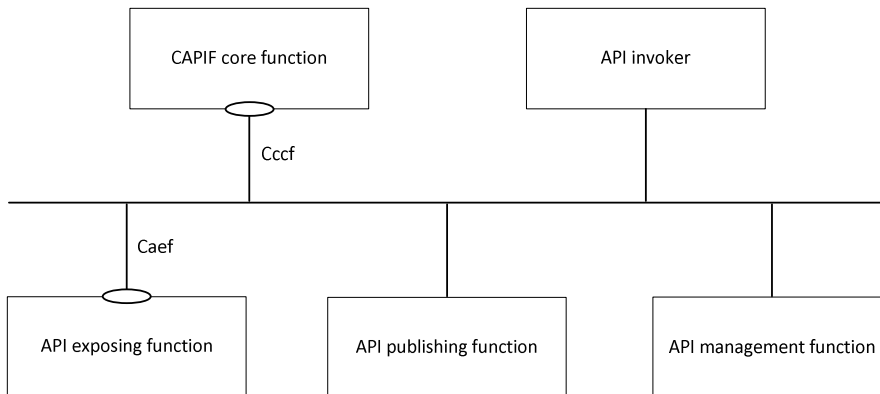 CAPIF core function
API invoker
Cccf
Caef
API exposing function
API publishing function
API management function